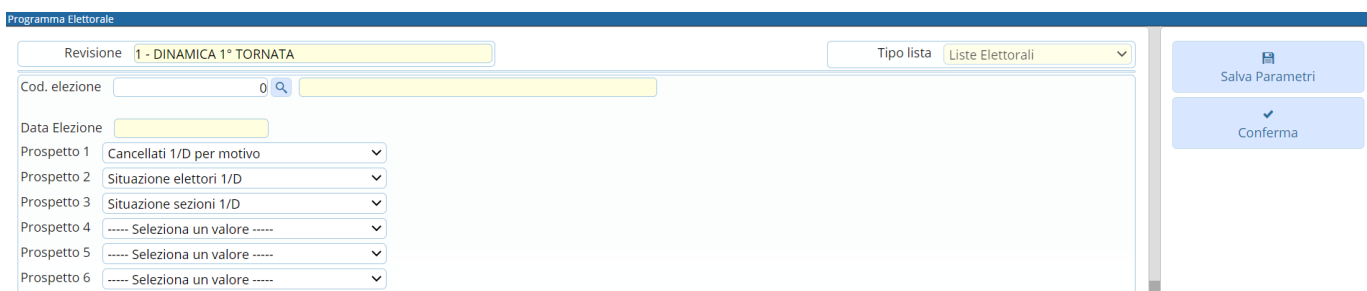 Programma Elettorale
Revisione 1 - DINAMICA 1° TORNATA Tipo lista Liste Elettorali
Salva Parametri
Cod. elezione 0
Conferma
Data Elezione
Prospetto 1 Cancellati 1/D per motivo
Prospetto 2 Situazione elettori 1/D
Prospetto 3 Situazione sezioni 1/D
Prospetto 4 ----- Seleziona un valore -----
Prospetto 5 ----- Seleziona un valore -----
Prospetto 6 ----- Seleziona un valore -----